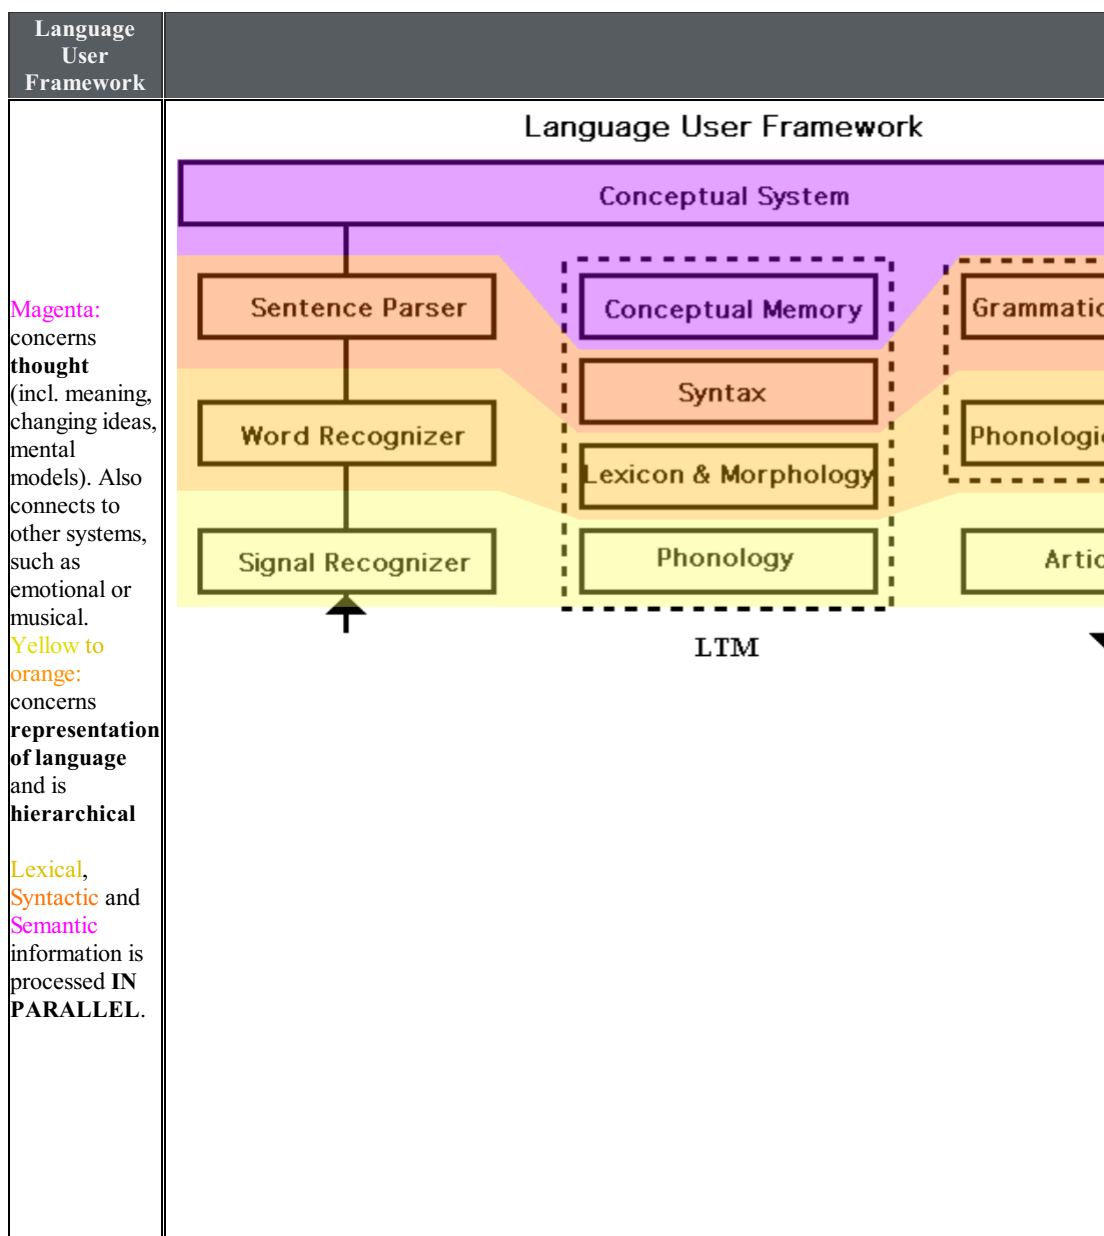 Language
User
Framework
Magenta:
concerns
thought
(incl. meaning,
changing ideas,
mental
models). Also
connects to
other systems,
such as
emotional or
musical.
Yellow to
orange:
concerns
representation
of language
and is
hierarchical
Lexical,
Syntactic and
Semantic
information is
processed IN
PARALLEL.
Language User Framework
Conceptual System
Sentence Parser
Conceptual Memory
Grammatic
Syntax
Word Recognizer
Phonologic
Lexicon & Morphology
Signal Recognizer
Phonology
Artic
LTM